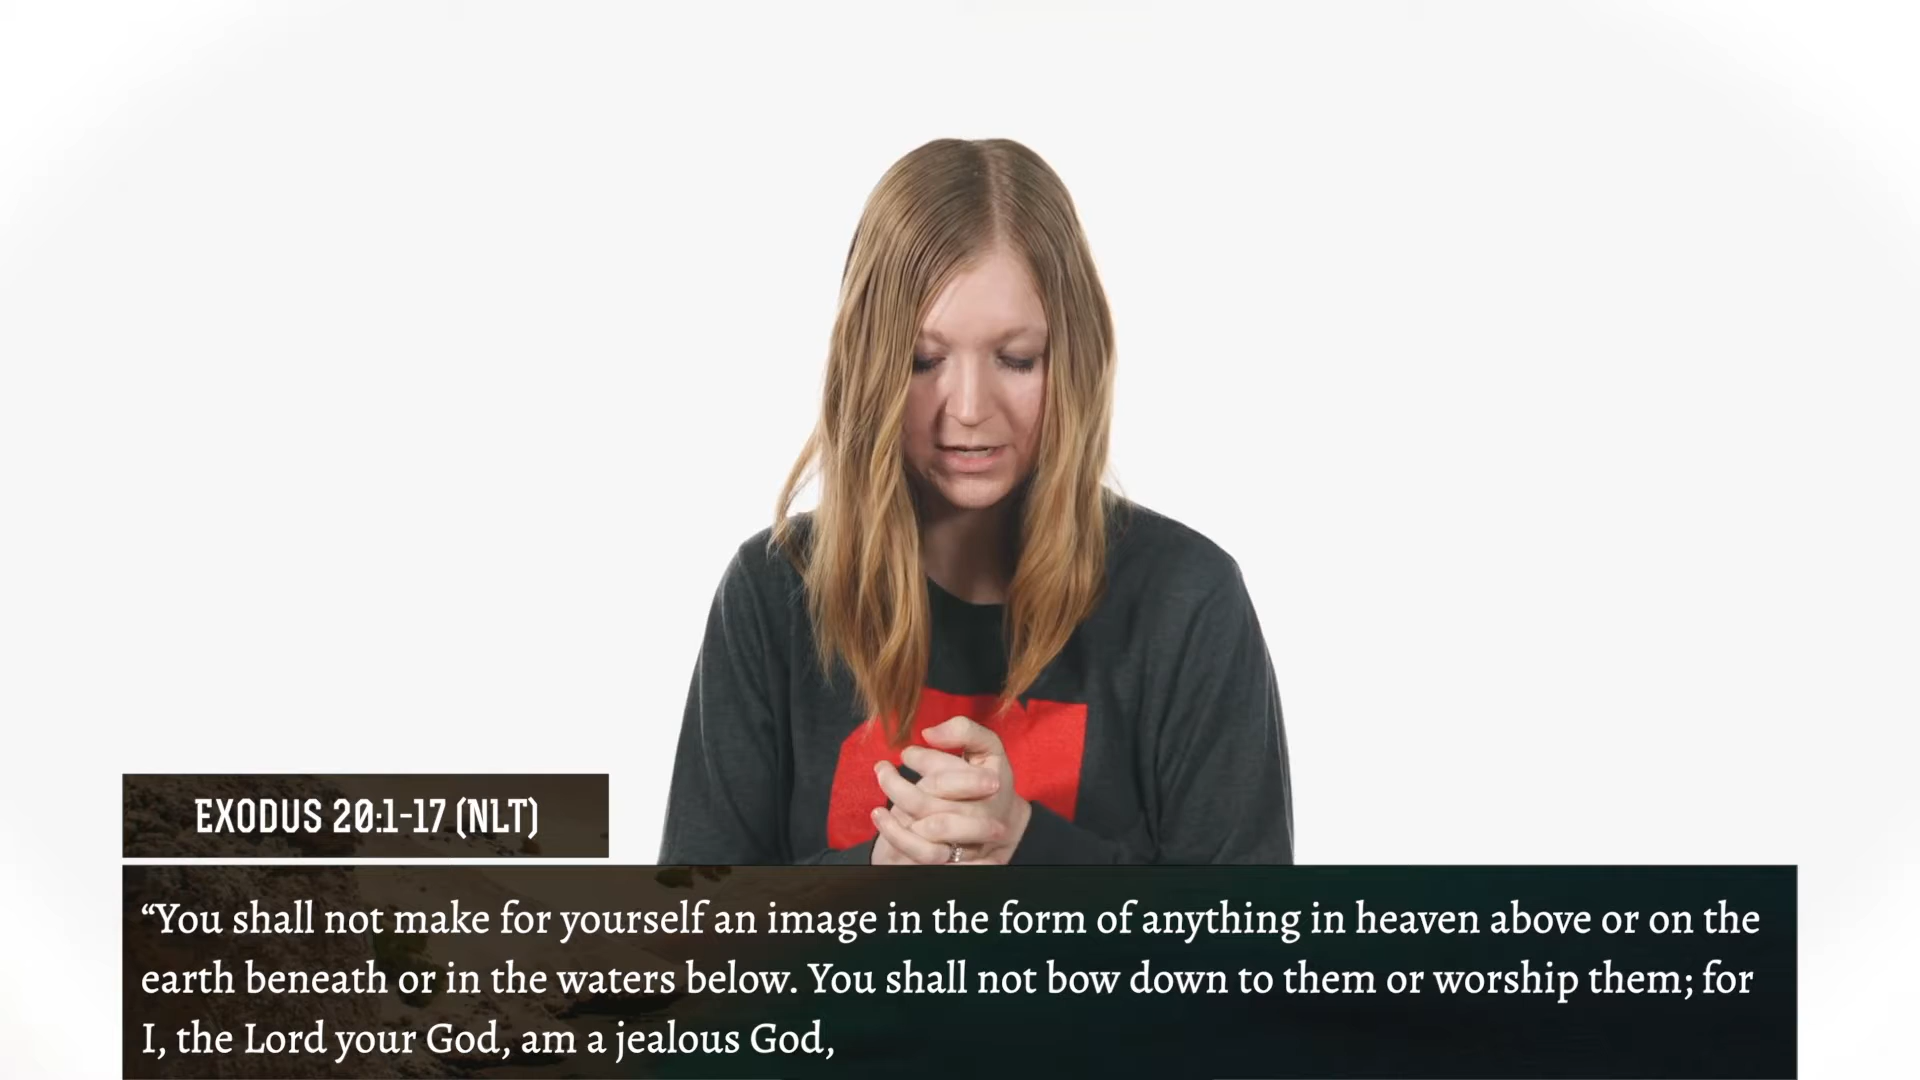 EXODUS 20:1-17 (NLT)
“You shall not make for yourself an image in the form of anything in heaven above or on the
earth beneath or in the waters below. You shall not bow down to them or worship them; for
I, the Lord your God, am a jealous God,